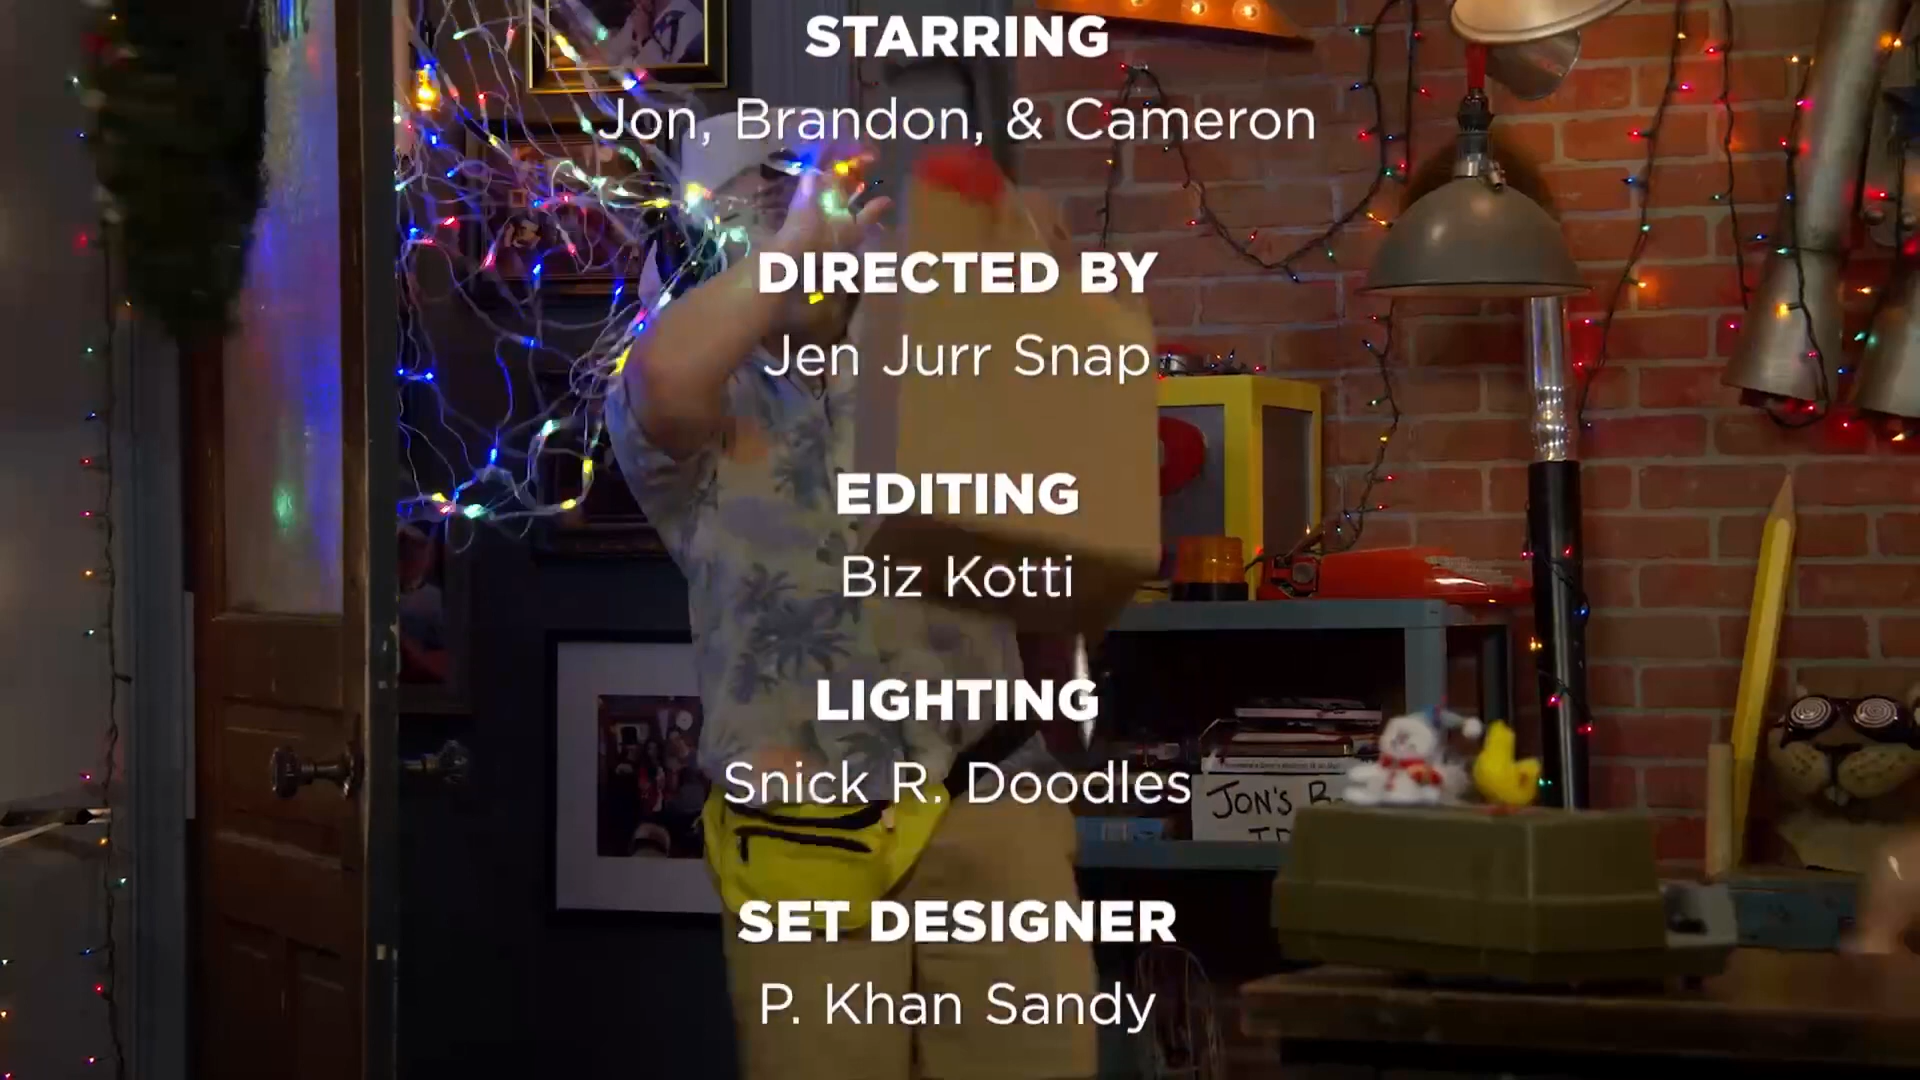 STARRING
Jon, Brandon, & Cameron
DIRECTED BY
Jen Jurr Snap
EDITING
Biz Kotti
LIGHTING
Snick R. Doodles
SET DESIGNER
P. Khan Sandy
JON'S